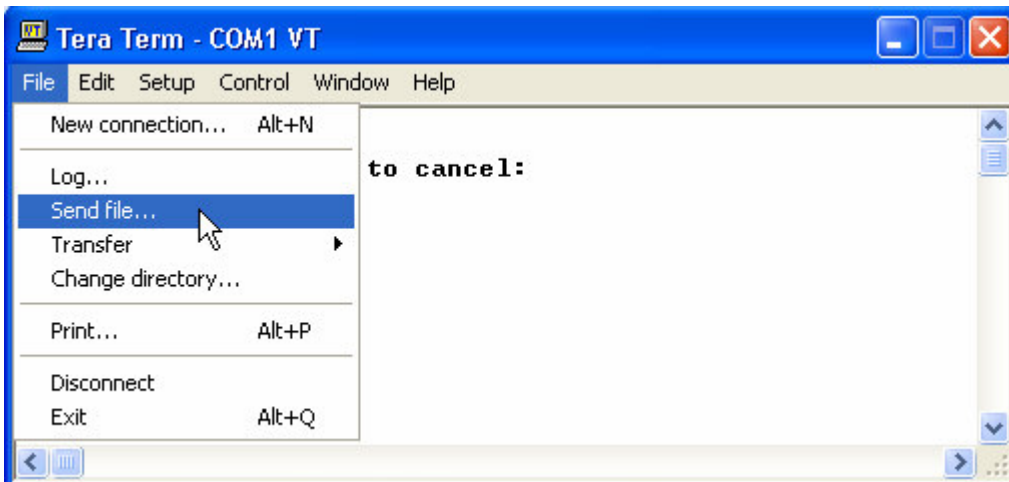 Tera Term - COM1 VT
File Edit Setup Control Window Help
New connection... Alt+N
to cancel:
Log...
Send file...
Transfer
Change directory...
Print... Alt+P
Disconnect
Exit Alt+Q